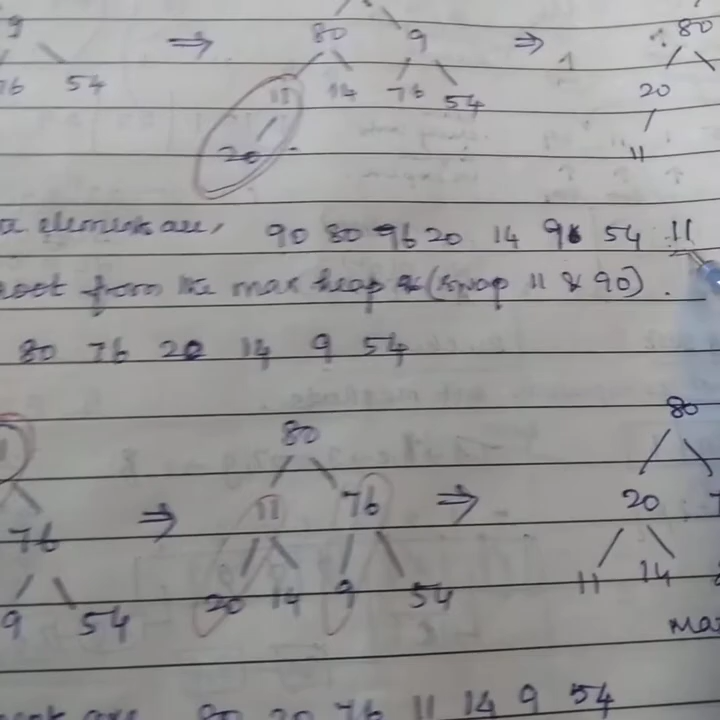 9 ⇒ 80 9 ⇒ 80
76 54 11 14 76 54 20
20 11
elements are, 90 80 76 20 14 9 54 11
root from the max heap (swap 11 & 90).
80 76 20 14 9 54
80 80
76 ⇒ 11 76 ⇒ 20
9 54 20 14 9 54 11 14
are 80 20 76 11 14 9 54